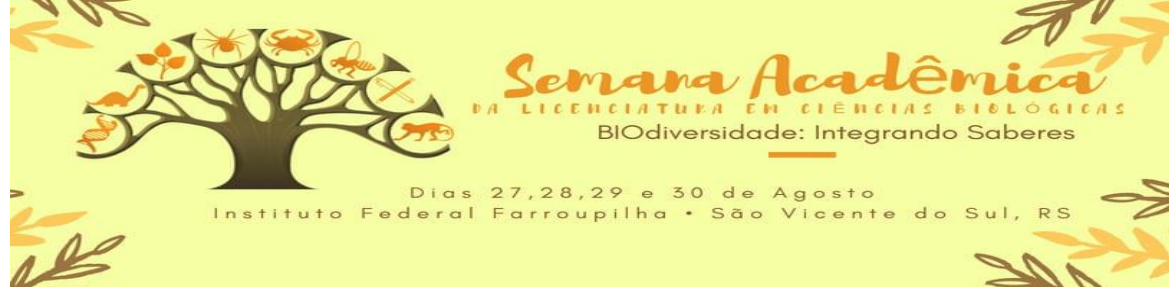 Semana Acadêmica
DA LICENCIATURA EM CIÊNCIAS BIOLÓGICAS
BIOdiversidade: Integrando Saberes
Dias 27,28,29 e 30 de Agosto
Instituto Federal Farroupilha • São Vicente do Sul, RS